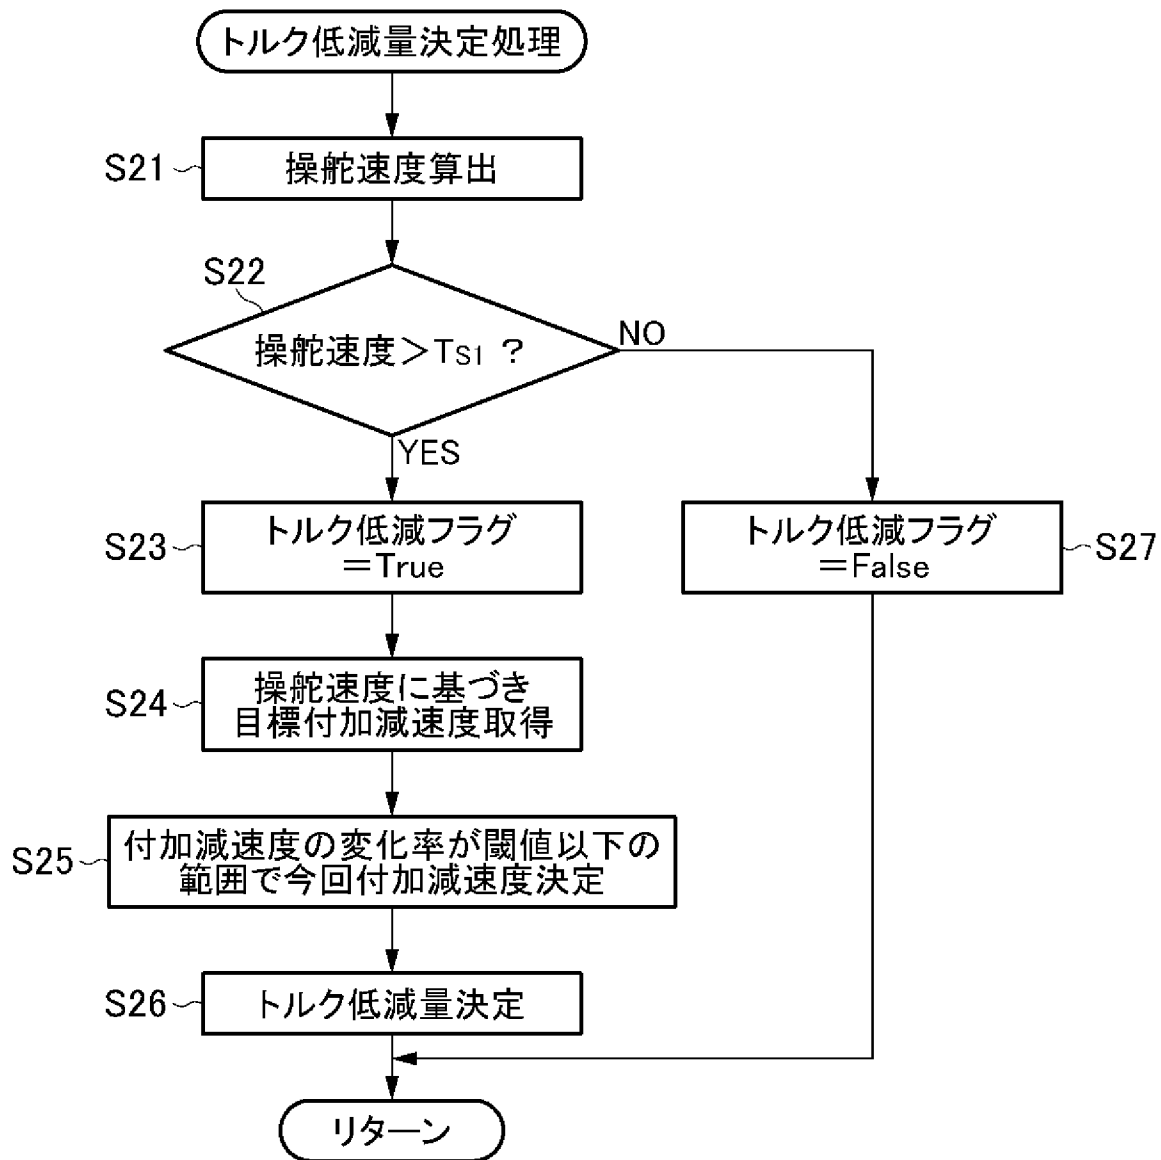 トルク低減量決定処理
S21
操舵速度算出
S22
操舵速度＞TS1 ？
NO
YES
S23
トルク低減フラグ
＝True
トルク低減フラグ
＝False
S27
S24
操舵速度に基づき
目標付加減速度取得
S25
付加減速度の変化率が閾値以下の
範囲で今回付加減速度決定
S26
トルク低減量決定
リターン